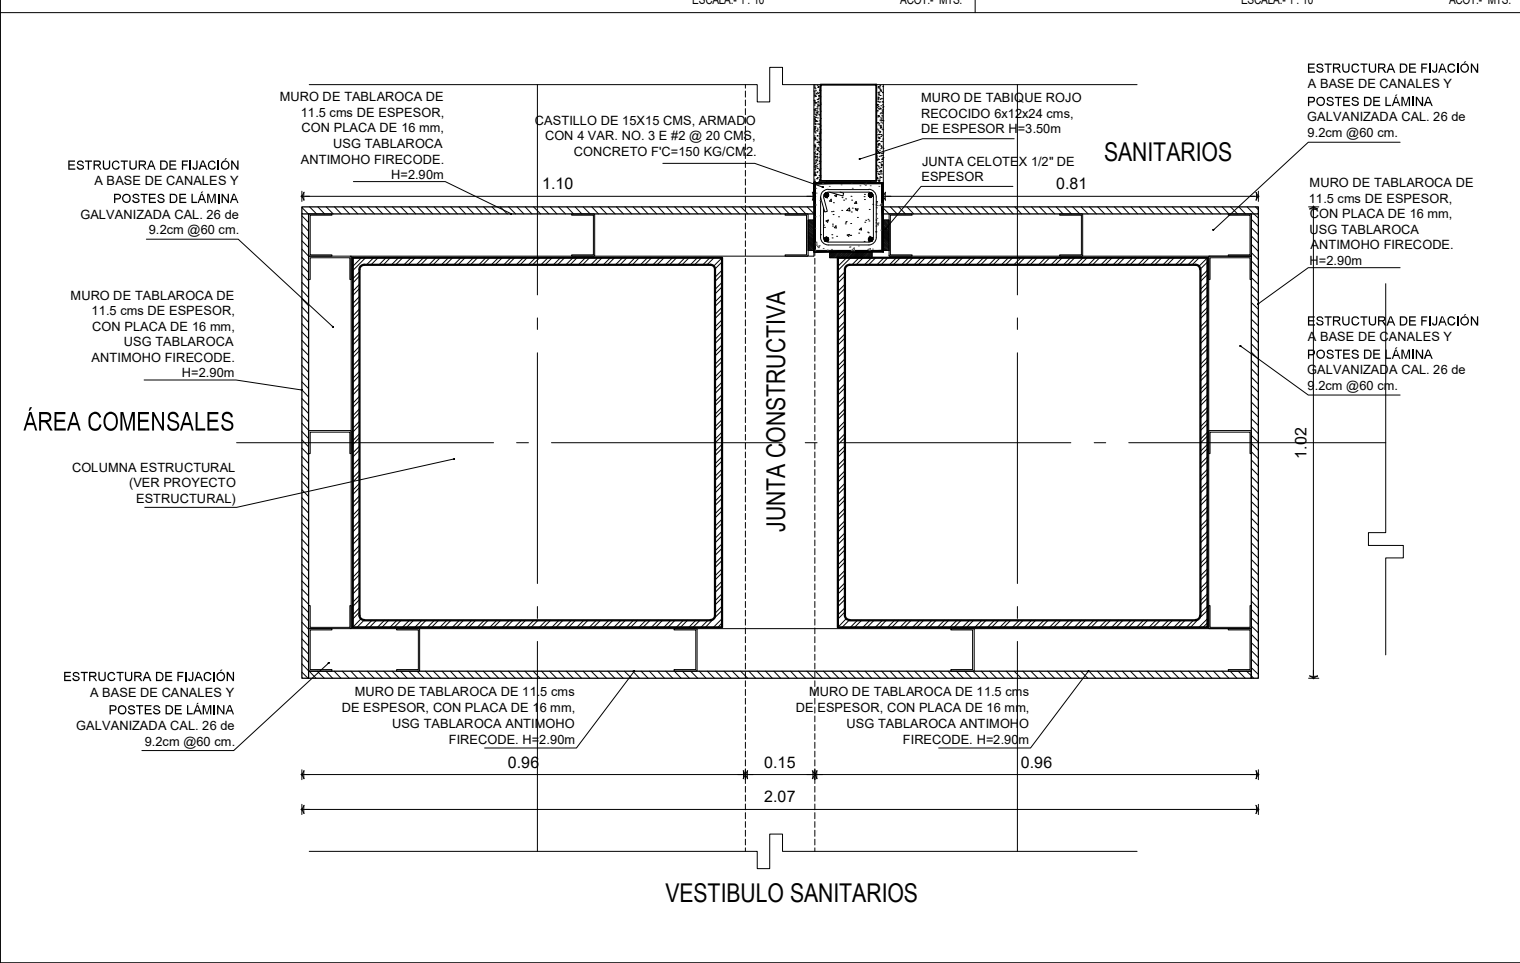 ESCALA.- 1 : 10
ACOT.- MTS.
ESCALA.- 1 : 10
ACOT.- MTS.
MURO DE TABLAROCA DE
11.5 cms DE ESPESOR,
CON PLACA DE 16 mm,
USG TABLAROCA
ANTIMOHO FIRECODE.
H=2.90m
CASTILLO DE 15X15 CMS, ARMADO
CON 4 VAR. NO. 3 E #2 @ 20 CMS,
CONCRETO F'C=150 KG/CM2.
MURO DE TABIQUE ROJO
RECOCIDO 6x12x24 cms,
DE ESPESOR H=3.50m
JUNTA CELOTEX 1/2" DE
ESPESOR
SANITARIOS
ESTRUCTURA DE FIJACIÓN
A BASE DE CANALES Y
POSTES DE LÁMINA
GALVANIZADA CAL. 26 de
9.2cm @60 cm.
ESTRUCTURA DE FIJACIÓN
A BASE DE CANALES Y
POSTES DE LÁMINA
GALVANIZADA CAL. 26 de
9.2cm @60 cm.
1.10
0.81
MURO DE TABLAROCA DE
11.5 cms DE ESPESOR,
CON PLACA DE 16 mm,
USG TABLAROCA
ANTIMOHO FIRECODE.
H=2.90m
MURO DE TABLAROCA DE
11.5 cms DE ESPESOR,
CON PLACA DE 16 mm,
USG TABLAROCA
ANTIMOHO FIRECODE.
H=2.90m
JUNTA CONSTRUCTIVA
ESTRUCTURA DE FIJACIÓN
A BASE DE CANALES Y
POSTES DE LÁMINA
GALVANIZADA CAL. 26 de
9.2cm @60 cm.
ÁREA COMENSALES
1.02
COLUMNA ESTRUCTURAL
(VER PROYECTO
ESTRUCTURAL)
ESTRUCTURA DE FIJACIÓN
A BASE DE CANALES Y
POSTES DE LÁMINA
GALVANIZADA CAL. 26 de
9.2cm @60 cm.
MURO DE TABLAROCA DE 11.5 cms
DE ESPESOR, CON PLACA DE 16 mm,
USG TABLAROCA ANTIMOHO
FIRECODE. H=2.90m
MURO DE TABLAROCA DE 11.5 cms
DE ESPESOR, CON PLACA DE 16 mm,
USG TABLAROCA ANTIMOHO
FIRECODE. H=2.90m
0.96
0.15
0.96
2.07
VESTIBULO SANITARIOS